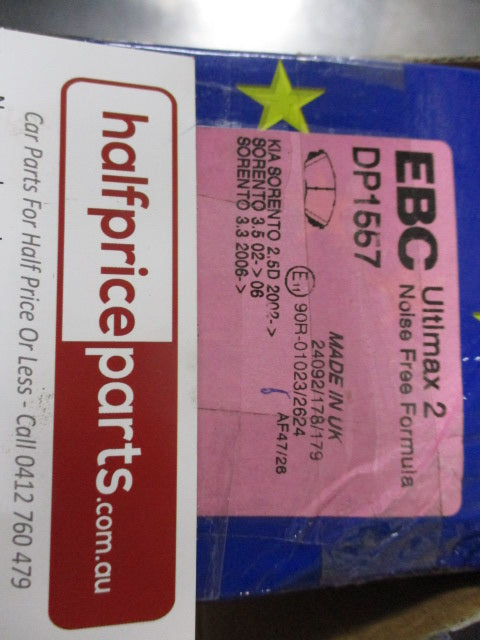 EBC Ultimax 2
Noise Free Formula
DP1567
MADE IN UK
24092/178/179
E11 90R-01023/2624
AF47/26
KIA SORENTO 2.5D 2002->
SORENTO 3.5 02-> 06
SORENTO 3.3 2006->
halfpriceparts.com.au
Car Parts For Half Price Or Less - Call 0412 760 479